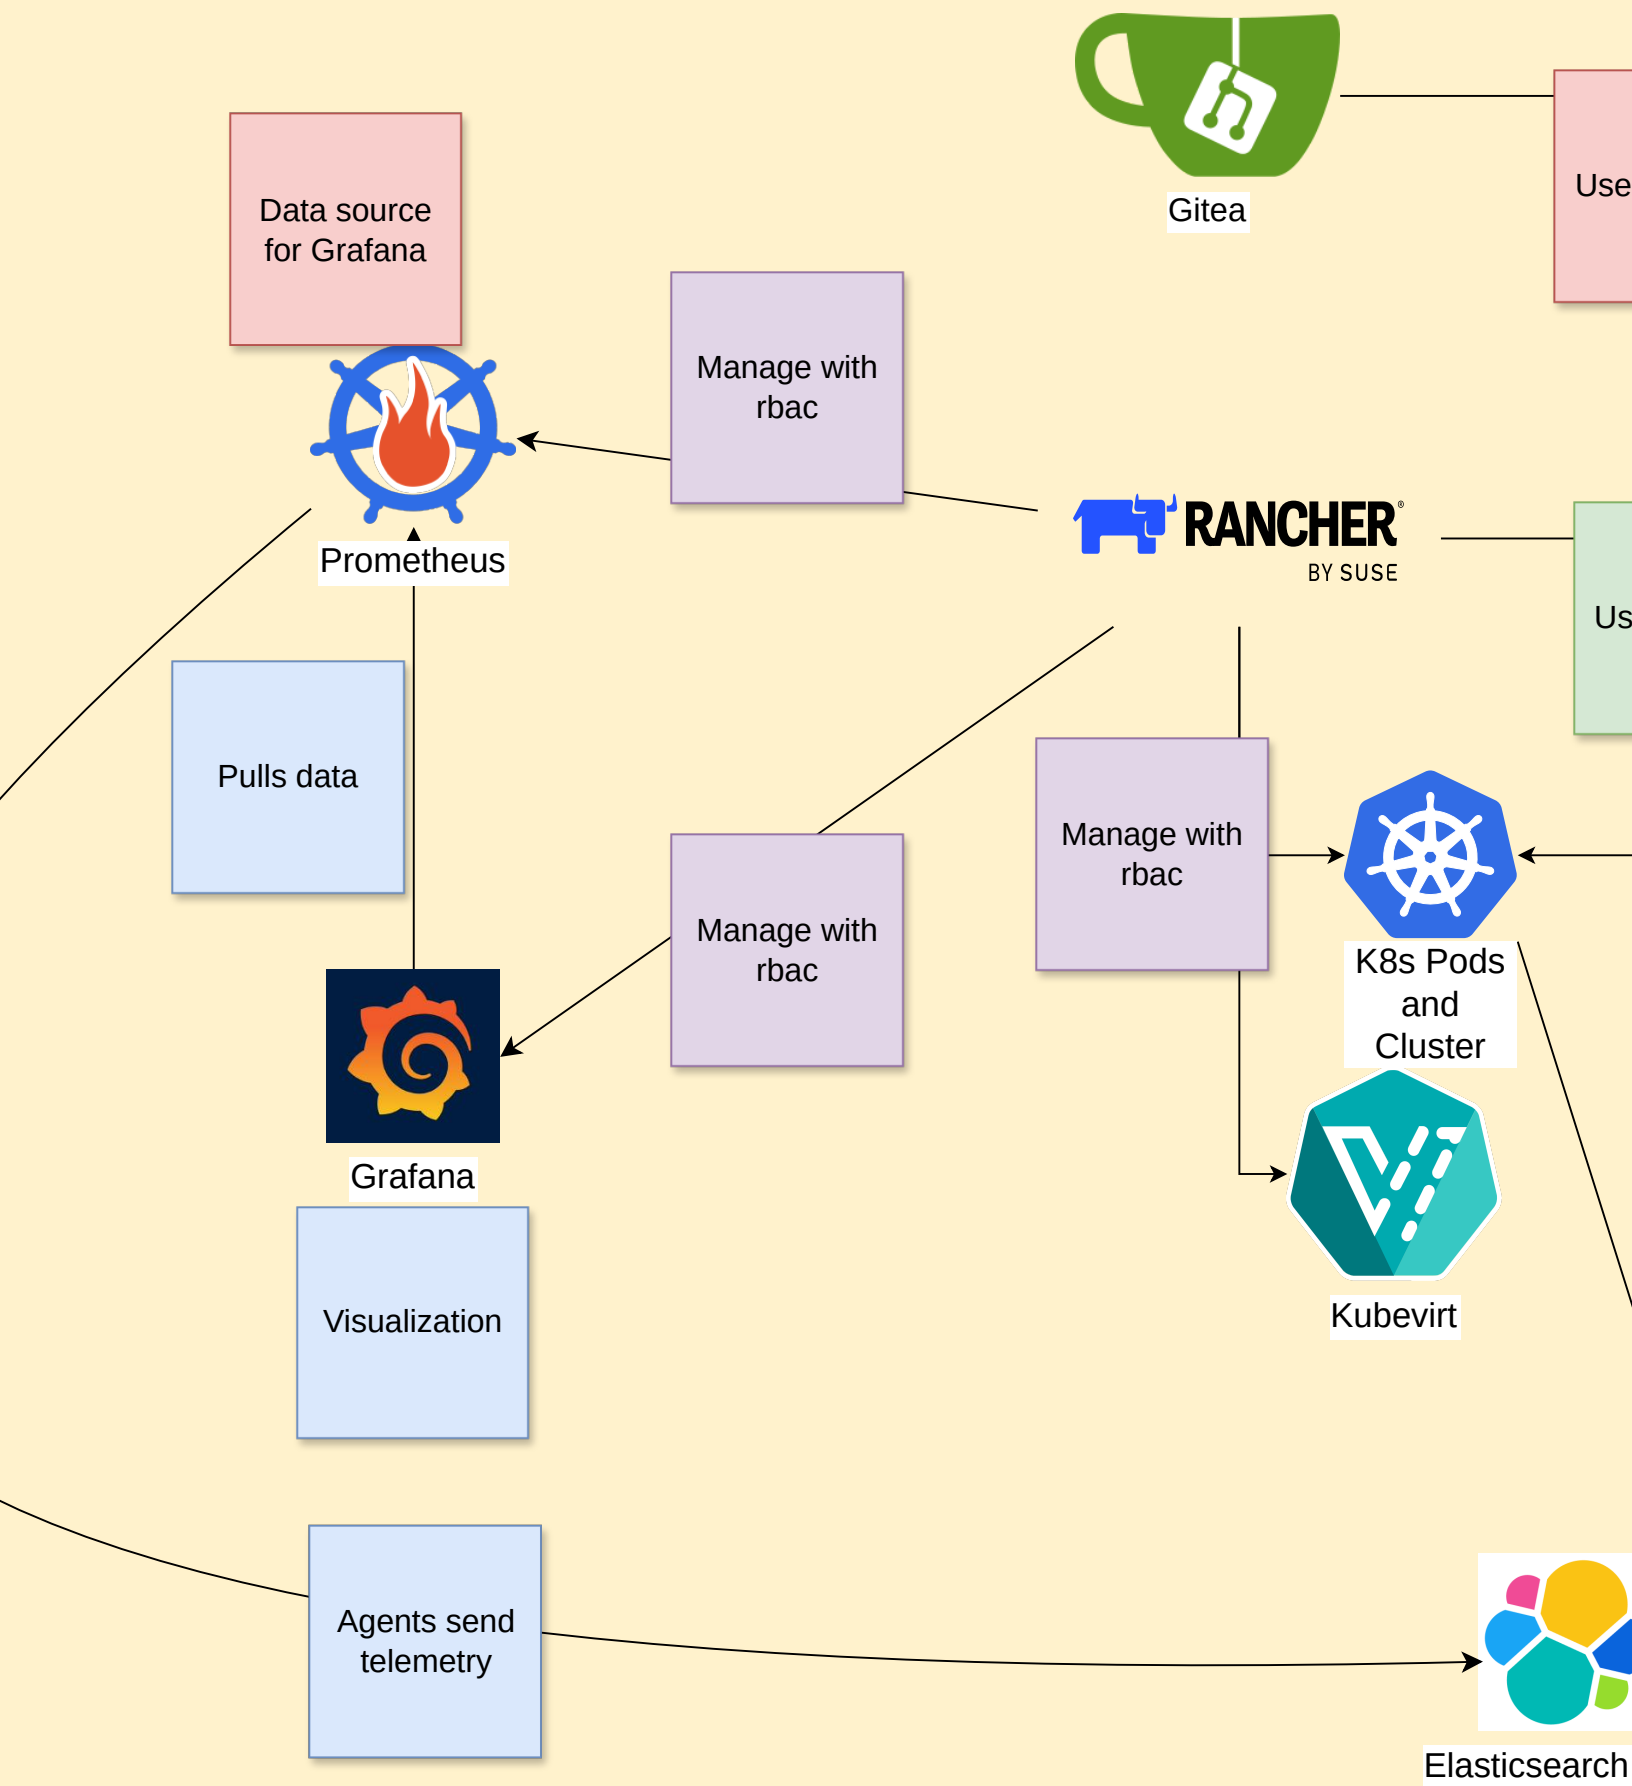 Gitea
Data source
for Grafana
Use
Manage with
rbac
RANCHER®
BY SUSE
Prometheus
Us
Pulls data
Manage with
rbac
Manage with
rbac
K8s Pods
and
Cluster
Grafana
Visualization
Kubevirt
Agents send
telemetry
Elasticsearch